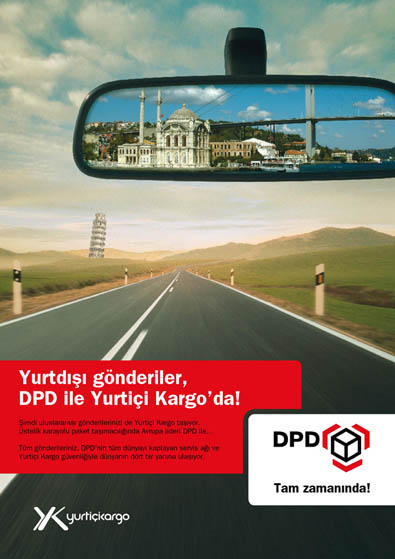 Yurtdışı gönderiler,
DPD ile Yurtiçi Kargo'da!
Şimdi uluslararası gönderilerinizi de Yurtiçi Kargo taşıyor.
Üstelik karayolu paket taşımacılığında Avrupa lideri DPD ile...
Tüm gönderileriniz, DPD'nin tüm dünyayı kaplayan servis ağı ve
Yurtiçi Kargo güvenliğiyle dünyanın dört bir yanına ulaşıyor.
DPD
Tam zamanında!
yurtiçikargo